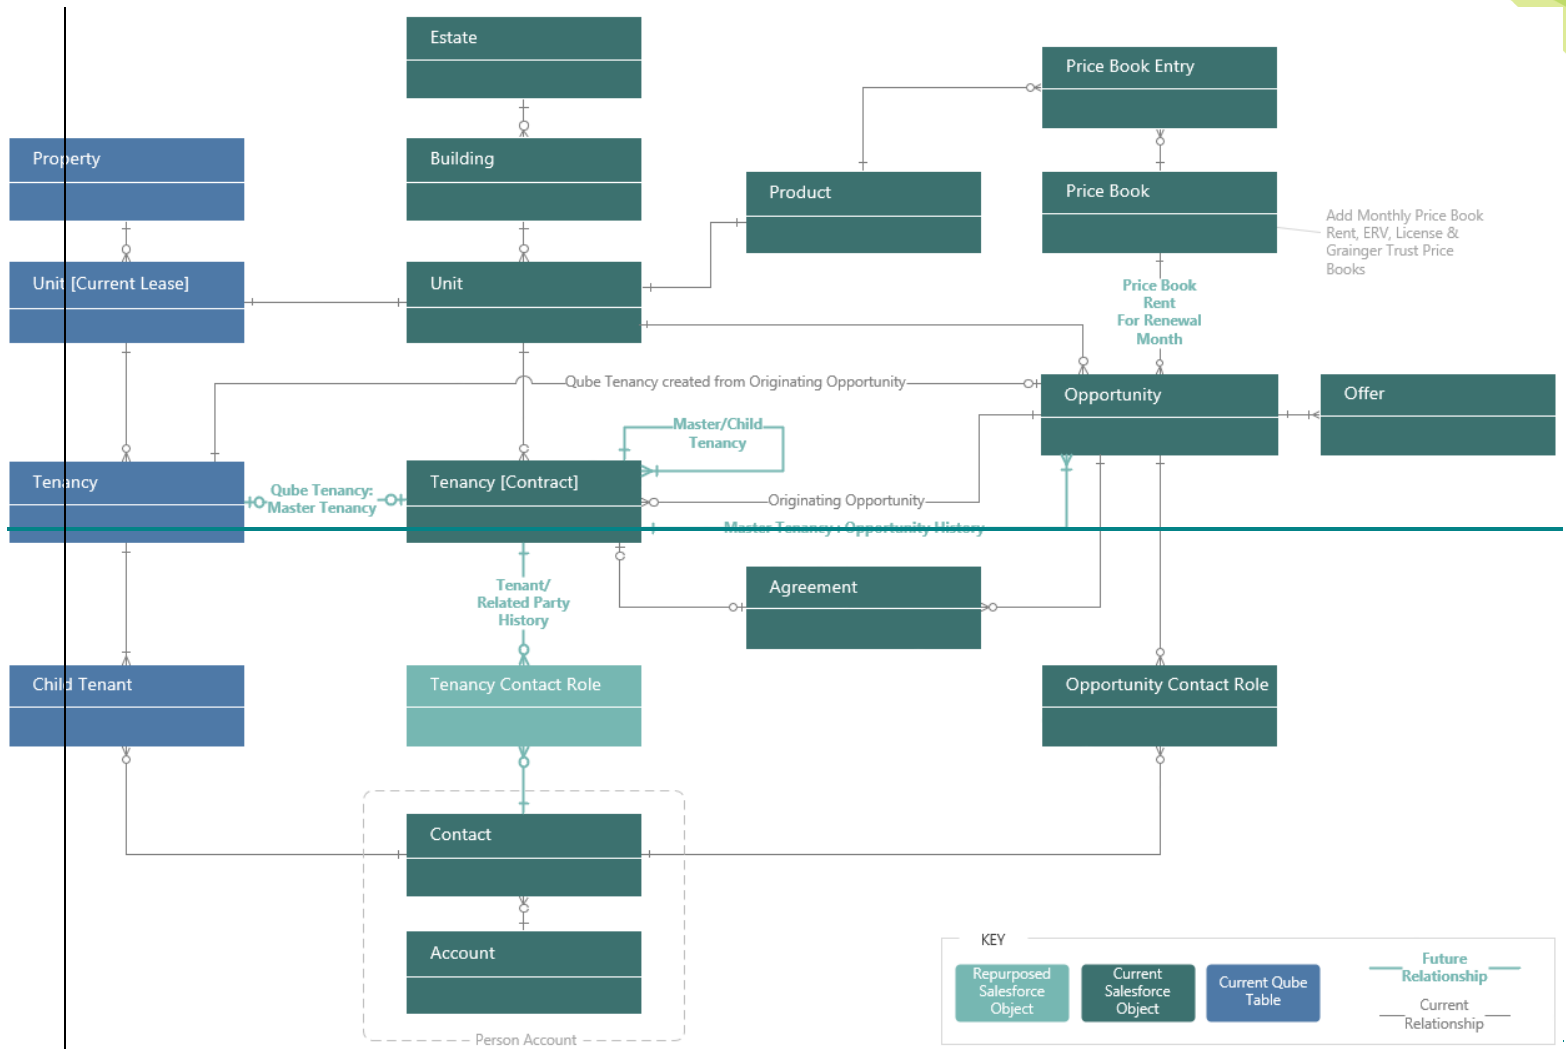 Estate
Price Book Entry
Property
Building
Product
Price Book
Add Monthly Price Book
Rent, ERV, License &
Grainger Trust Price
Books
Unit [Current Lease]
Unit
Price Book
Rent
For Renewal
Month
Qube Tenancy created from Originating Opportunity
Opportunity
Offer
Master/Child
Tenancy
Tenancy
Qube Tenancy:
Master Tenancy
Tenancy [Contract]
Originating Opportunity
Master Tenancy : Opportunity History
Tenant/
Related Party
History
Agreement
Child Tenant
Tenancy Contact Role
Opportunity Contact Role
Contact
Account
Person Account
KEY
Repurposed
Salesforce
Object
Current
Salesforce
Object
Current Qube
Table
Future
Relationship
Current
Relationship